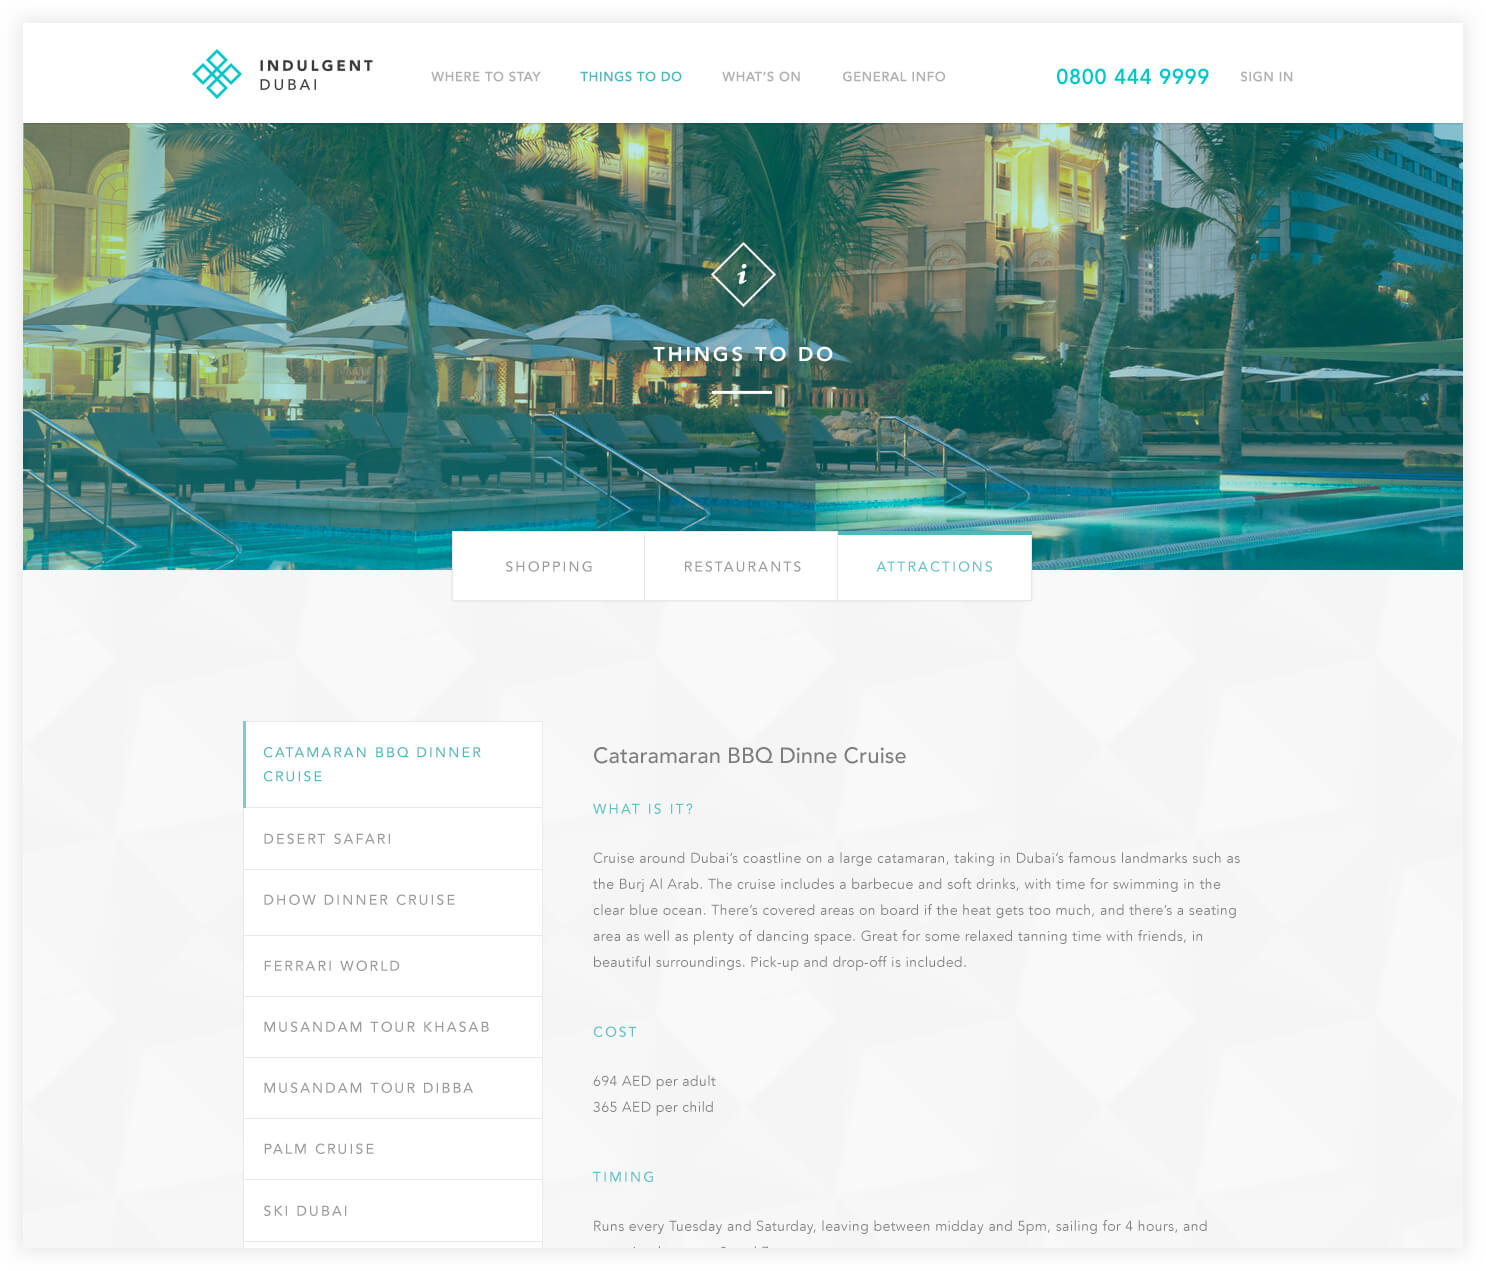 INDULGENT
DUBAI
WHERE TO STAY
THINGS TO DO
WHAT'S ON
GENERAL INFO
0800 444 9999
SIGN IN
i
THINGS TO DO
SHOPPING
RESTAURANTS
ATTRACTIONS
CATAMARAN BBQ DINNER
CRUISE
DESERT SAFARI
DHOW DINNER CRUISE
FERRARI WORLD
MUSANDAM TOUR KHASAB
MUSANDAM TOUR DIBBA
PALM CRUISE
SKI DUBAI
Cataramaran BBQ Dinne Cruise
WHAT IS IT?
Cruise around Dubai’s coastline on a large catamaran, taking in Dubai’s famous landmarks such as
the Burj Al Arab. The cruise includes a barbecue and soft drinks, with time for swimming in the
clear blue ocean. There’s covered areas on board if the heat gets too much, and there’s a seating
area as well as plenty of dancing space. Great for some relaxed tanning time with friends, in
beautiful surroundings. Pick-up and drop-off is included.
COST
694 AED per adult
365 AED per child
TIMING
Runs every Tuesday and Saturday, leaving between midday and 5pm, sailing for 4 hours, and